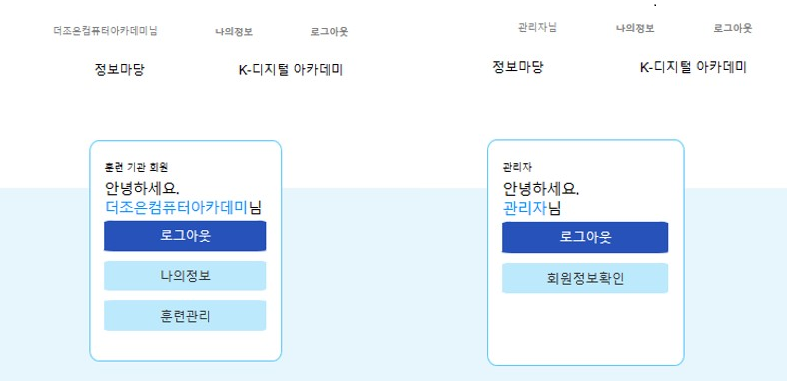 더조은컴퓨터아카데미님 나의정보 로그아웃
정보마당 K-디지털 아카데미
훈련 기관 회원
안녕하세요.
더조은컴퓨터아카데미님
로그아웃
나의정보
훈련관리
관리자님 나의정보 로그아웃
정보마당 K-디지털 아카데미
관리자
안녕하세요.
관리자님
로그아웃
회원정보확인